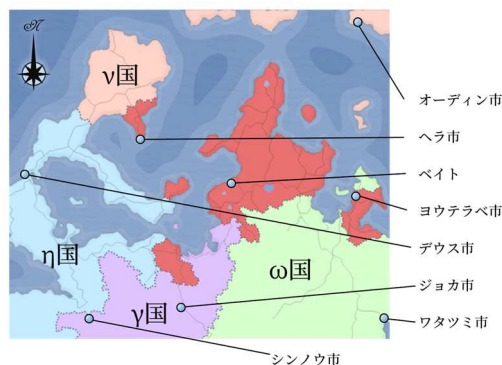 N
ν国
オーディン市
ヘラ市
ベイト
ヨウテラベ市
デウス市
η国
ω国
ジョカ市
γ国
ワタツミ市
シンノウ市